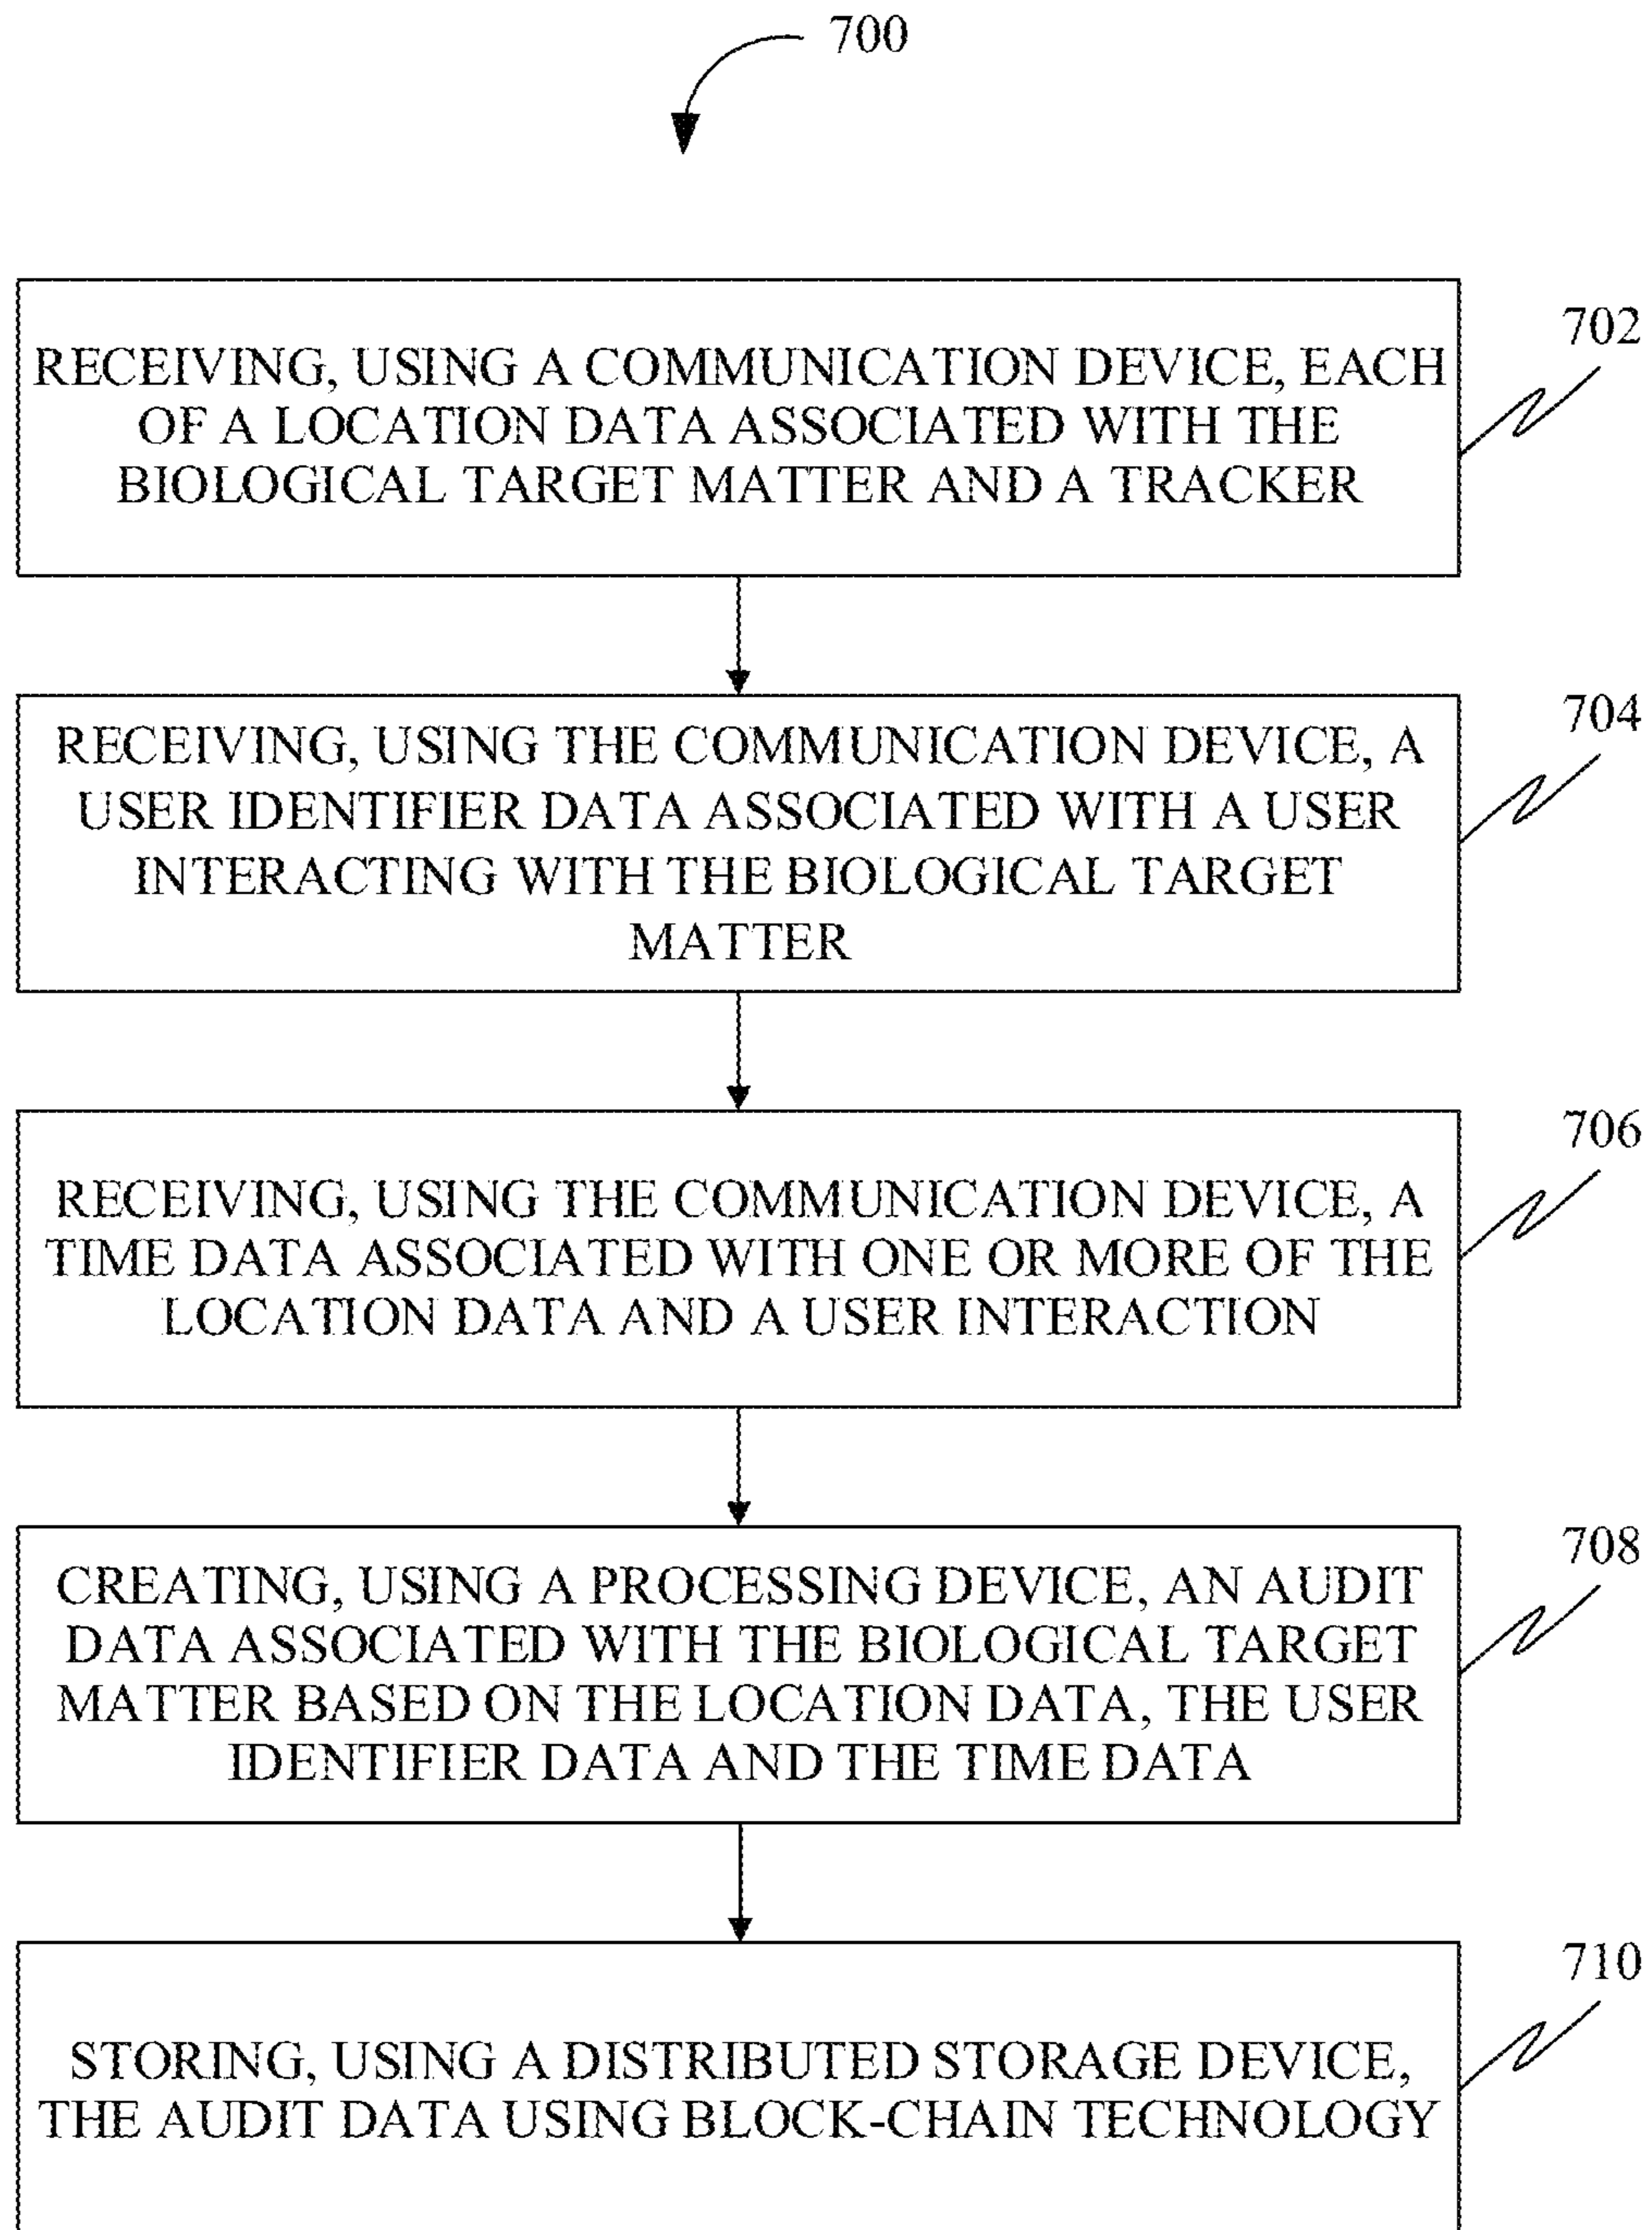 700
702
RECEIVING, USING A COMMUNICATION DEVICE, EACH
OF A LOCATION DATA ASSOCIATED WITH THE
BIOLOGICAL TARGET MATTER AND A TRACKER
704
RECEIVING, USING THE COMMUNICATION DEVICE, A
USER IDENTIFIER DATA ASSOCIATED WITH A USER
INTERACTING WITH THE BIOLOGICAL TARGET
MATTER
706
RECEIVING, USING THE COMMUNICATION DEVICE, A
TIME DATA ASSOCIATED WITH ONE OR MORE OF THE
LOCATION DATA AND A USER INTERACTION
708
CREATING, USING A PROCESSING DEVICE, AN AUDIT
DATA ASSOCIATED WITH THE BIOLOGICAL TARGET
MATTER BASED ON THE LOCATION DATA, THE USER
IDENTIFIER DATA AND THE TIME DATA
710
STORING, USING A DISTRIBUTED STORAGE DEVICE,
THE AUDIT DATA USING BLOCK-CHAIN TECHNOLOGY